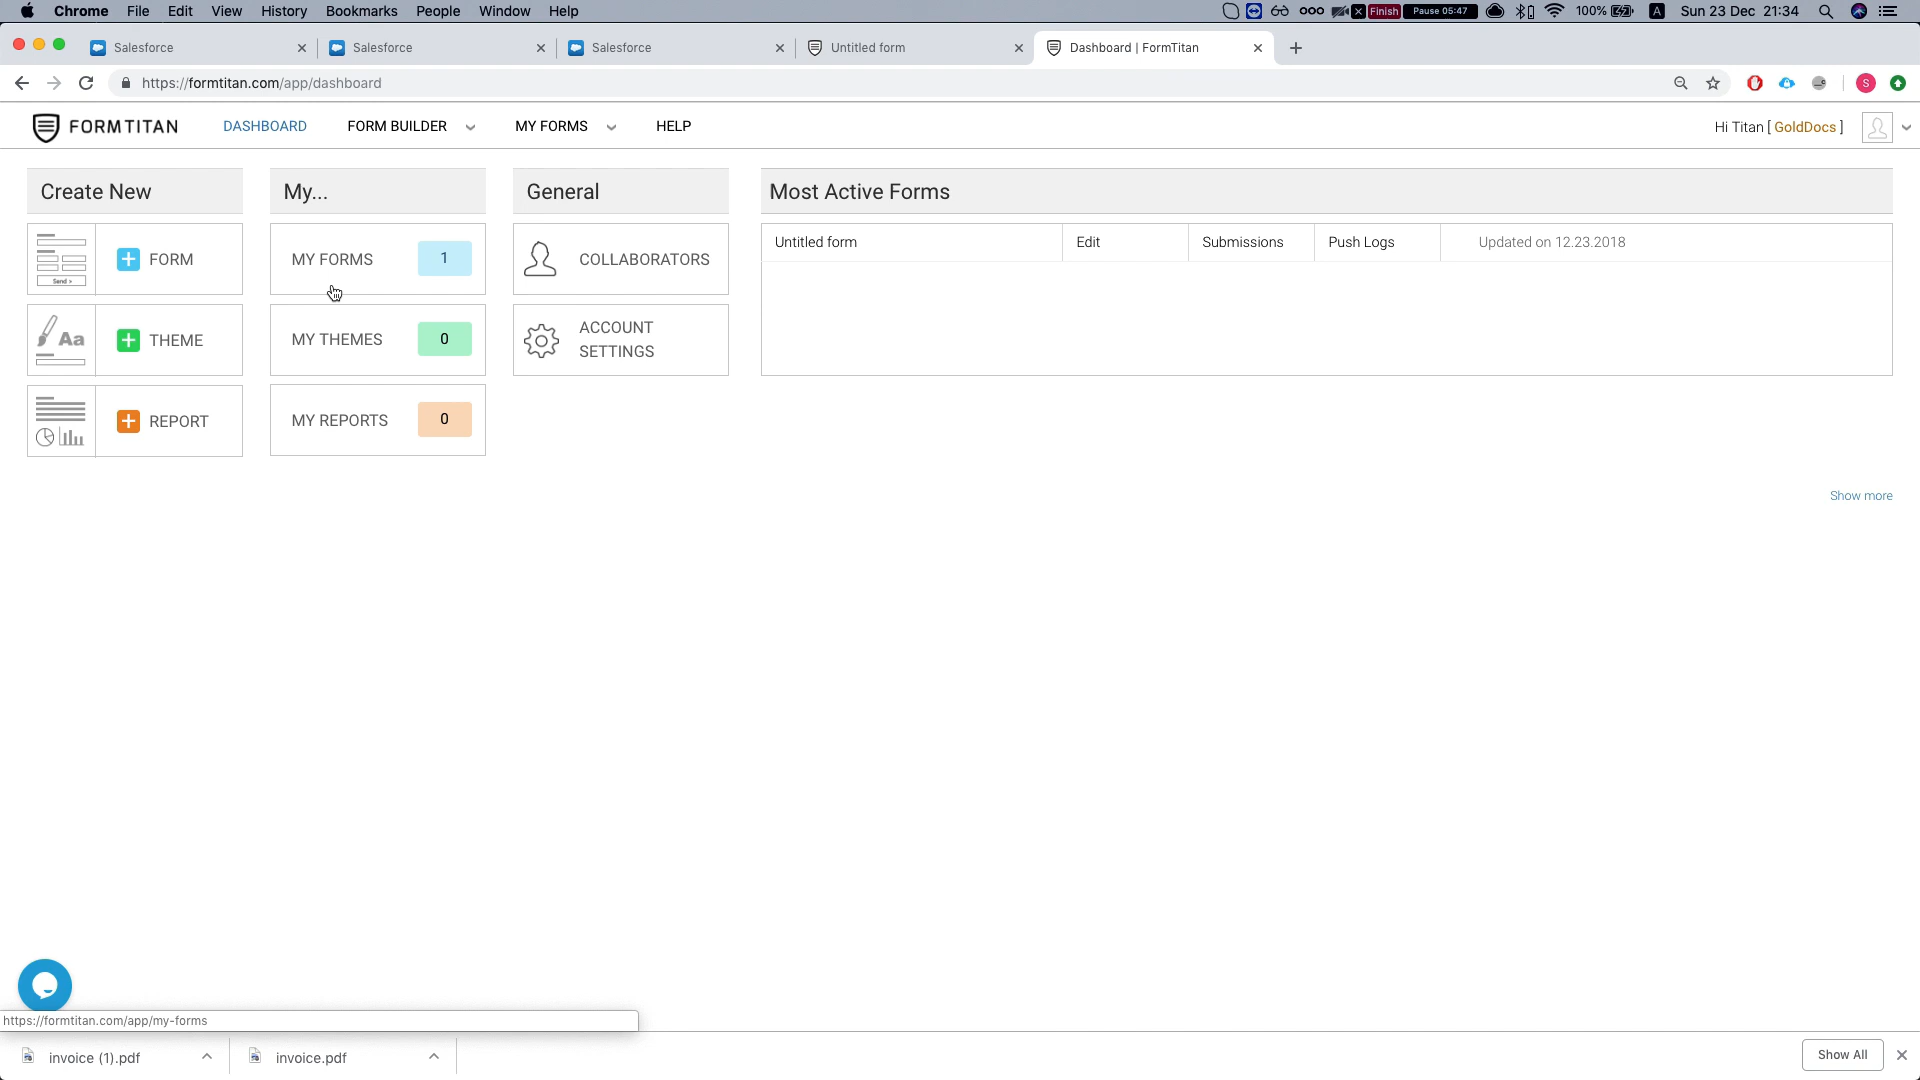 Chrome File Edit View History Bookmarks People Window Help Finish Pause 05:47 100% A Sun 23 Dec 21:34
Salesforce Salesforce Salesforce Untitled form Dashboard | FormTitan
https://formtitan.com/app/dashboard S
FORMTITAN DASHBOARD FORM BUILDER MY FORMS HELP Hi Titan [ GoldDocs ]
Create New My... General Most Active Forms
Untitled form Edit Submissions Push Logs Updated on 12.23.2018
FORM MY FORMS 1 COLLABORATORS
Send >
Aa THEME MY THEMES 0 ACCOUNT
SETTINGS
REPORT MY REPORTS 0
Show more
https://formtitan.com/app/my-forms
invoice (1).pdf invoice.pdf Show All